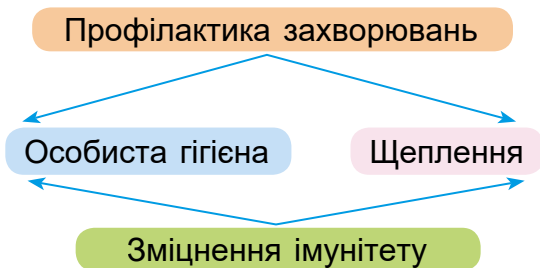 Профілактика захворювань
Особиста гігієна
Щеплення
Зміцнення імунітету